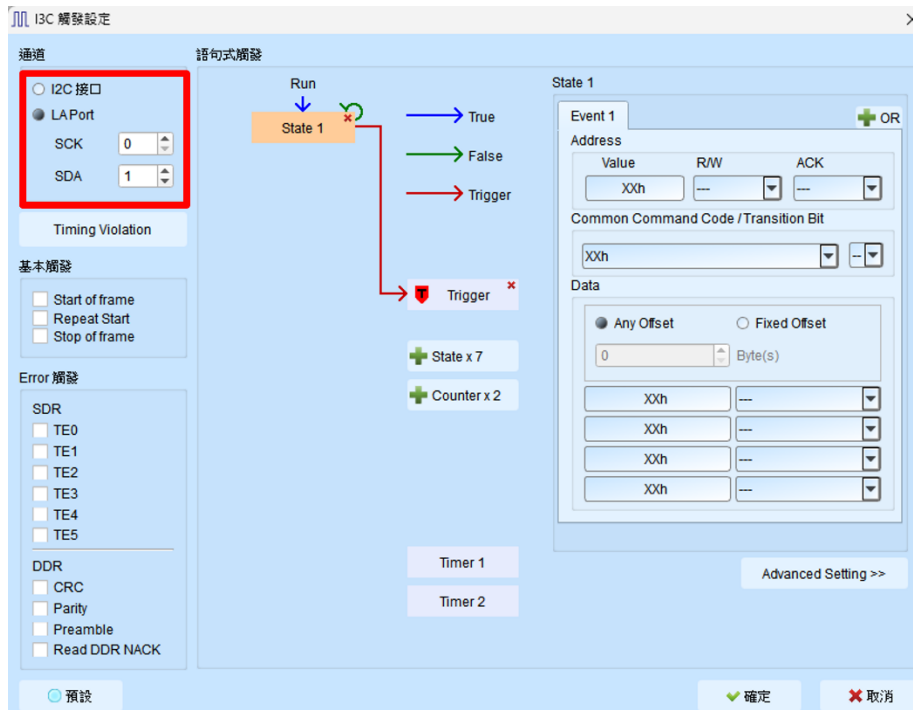 I3C 觸發設定
通道
I2C 接口
LA Port
SCK 0
SDA 1
Timing Violation
基本觸發
Start of frame
Repeat Start
Stop of frame
Error 觸發
SDR
TE0
TE1
TE2
TE3
TE4
TE5
DDR
CRC
Parity
Preamble
Read DDR NACK
預設
語句式觸發
Run
State 1
True
False
Trigger
T Trigger
State x 7
Counter x 2
Timer 1
Timer 2
State 1
Event 1
OR
Address
Value R/W ACK
XXh --- ---
Common Command Code / Transition Bit
XXh --
Data
Any Offset Fixed Offset
0 Byte(s)
XXh ---
XXh ---
XXh ---
XXh ---
Advanced Setting >>
確定 取消